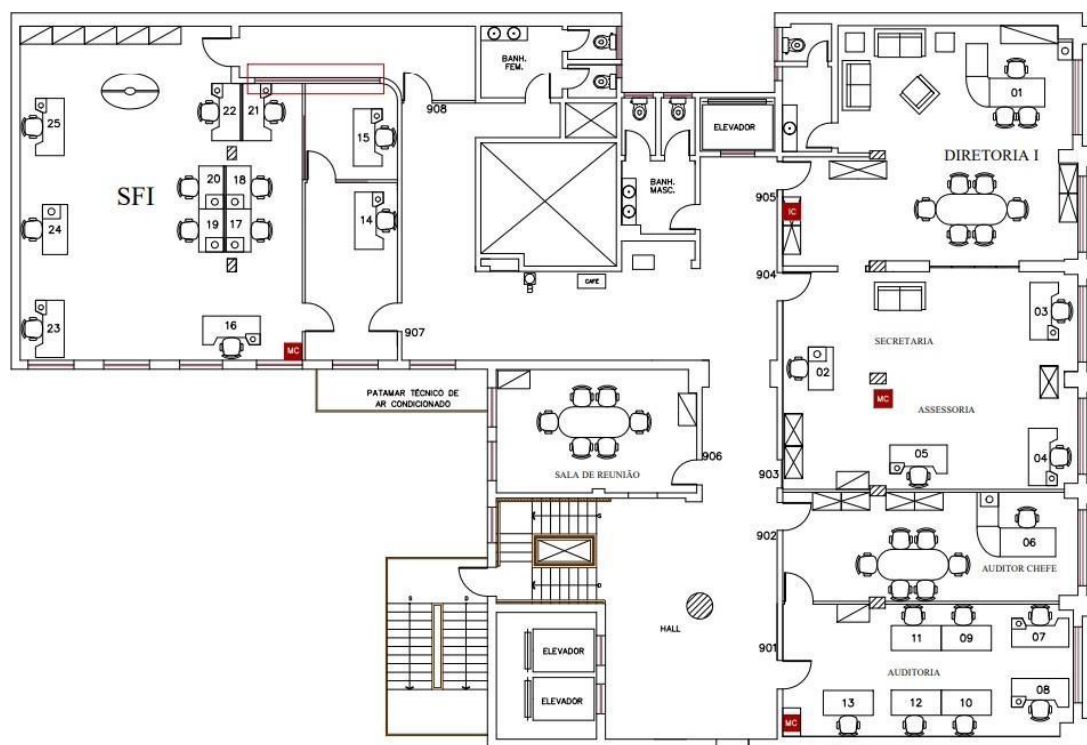 BANH.
FEM.
22
21
25
15
908
ELEVADOR
01
DIRETORIA I
SFI
20
18
BANH.
MASC.
905
IC
19
17
14
24
904
CAFÉ
03
23
16
907
MC
SECRETARIA
02
PATAMAR TÉCNICO DE
AR CONDICIONADO
MC
ASSESSORIA
906
SALA DE REUNIÃO
903
05
04
902
06
AUDITOR CHEFE
S
D
HALL
901
11
09
07
ELEVADOR
AUDITORIA
08
ELEVADOR
MC
13
12
10